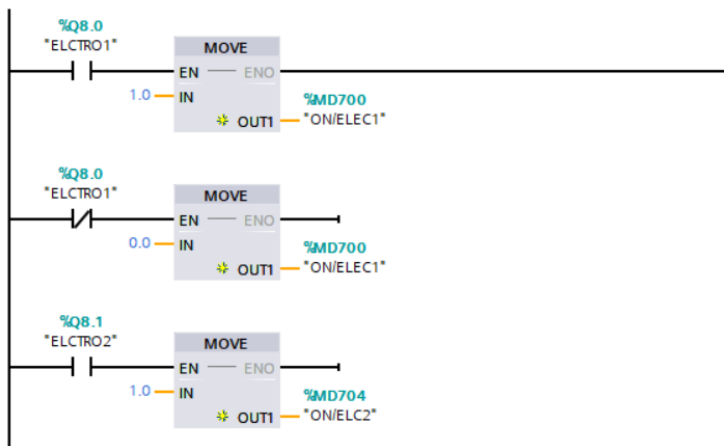 %Q8.0
"ELCTRO1"
MOVE
EN ENO
1.0 IN
%MD700
OUT1 "ON/ELEC1"
%Q8.0
"ELCTRO1"
MOVE
EN ENO
0.0 IN
%MD700
OUT1 "ON/ELEC1"
%Q8.1
"ELCTRO2"
MOVE
EN ENO
1.0 IN
%MD704
OUT1 "ON/ELC2"